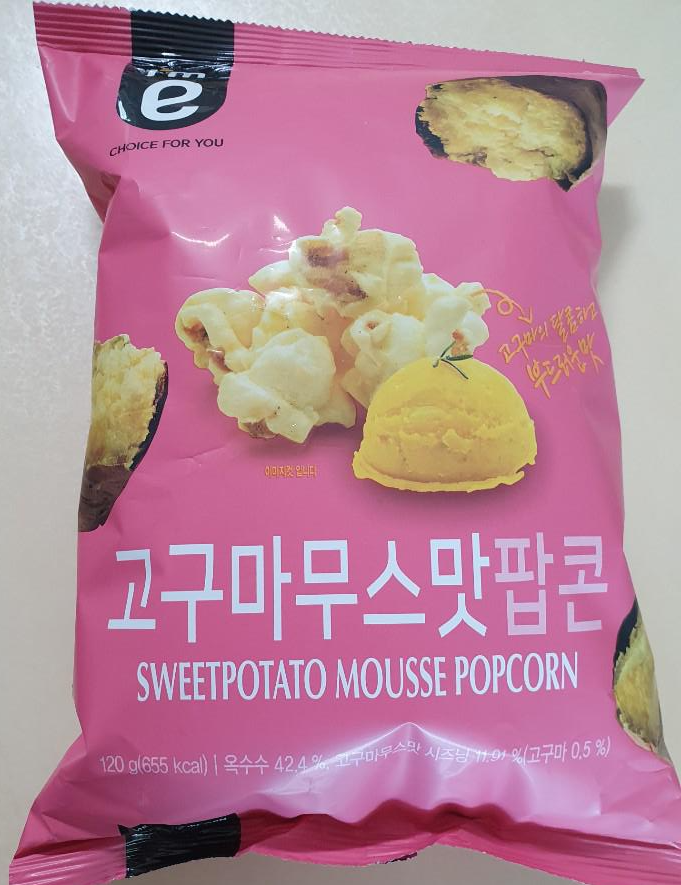 I'm
e
CHOICE FOR YOU
고구마의 달콤하고
부드러운 맛
이미지컷 입니다
고구마무스맛팝콘
SWEETPOTATO MOUSSE POPCORN
120 g(655 kcal) | 옥수수 42.4 %, 고구마무스맛 시즈닝 11.91 %(고구마 0.5 %)